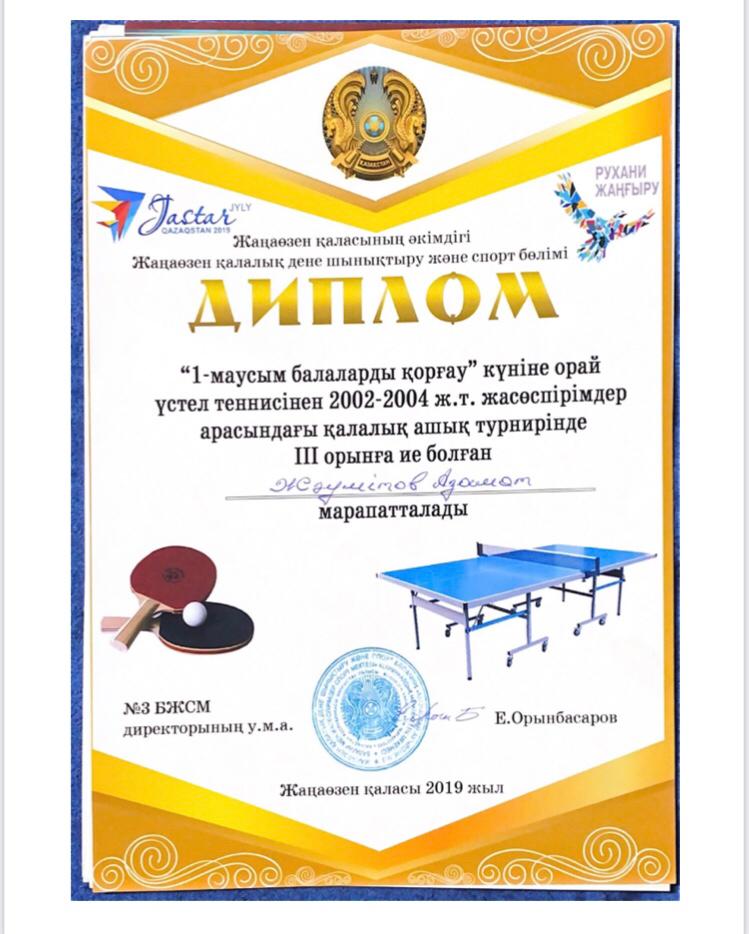 ҚАЗАҚСТАН
РУХАНИ
ЖАҢҒЫРУ
Jastar JYLY
QAZAQSTAN 2019
Жаңаөзен қаласының әкімдігі
Жаңаөзен қалалық дене шынықтыру және спорт бөлімі
ДИПЛОМ
“1-маусым балаларды қорғау” күніне орай
үстел теннисінен 2002-2004 ж.т. жасөспірімдер
арасындағы қалалық ашық турнирінде
III орынға ие болған
Жәумітов Адамат
марапатталады
№3 БЖСМ
директорының у.м.а.
Е.Орынбасаров
Жаңаөзен қаласы 2019 жыл